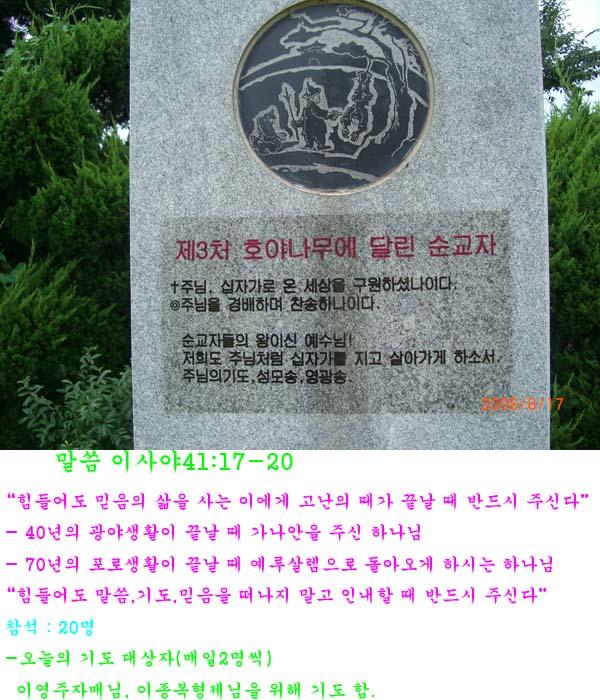 제3처 호야나무에 달린 순교자
✝주님, 십자가로 온 세상을 구원하셨나이다.
◎주님을 경배하며 찬송하나이다.
순교자들의 왕이신 예수님!
저희도 주님처럼 십자가를 지고 살아가게 하소서.
주님의기도,성모송,영광송.
2009/8/17
말씀 이사야41:17-20
“힘들어도 믿음의 삶을 사는 이에게 고난의 때가 끝날 때 반드시 주신다”
- 40년의 광야생활이 끝날 때 가나안을 주신 하나님
- 70년의 포로생활이 끝날 때 예루살렘으로 돌아오게 하시는 하나님
“힘들어도 말씀,기도,믿음을 떠나지 말고 인내할 때 반드시 주신다”
참석 : 20명
-오늘의 기도 대상자(매일2명씩)
이영주자매님, 이종복형제님을 위해 기도 함.